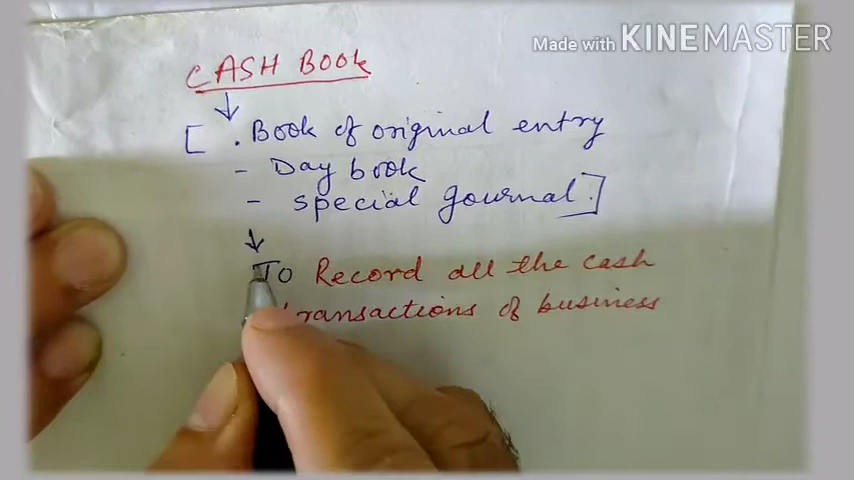 Made with KINEMASTER
CASH BOOK
[ . Book of original entry
- Day book
- special journal.]
To Record all the cash
transactions of business